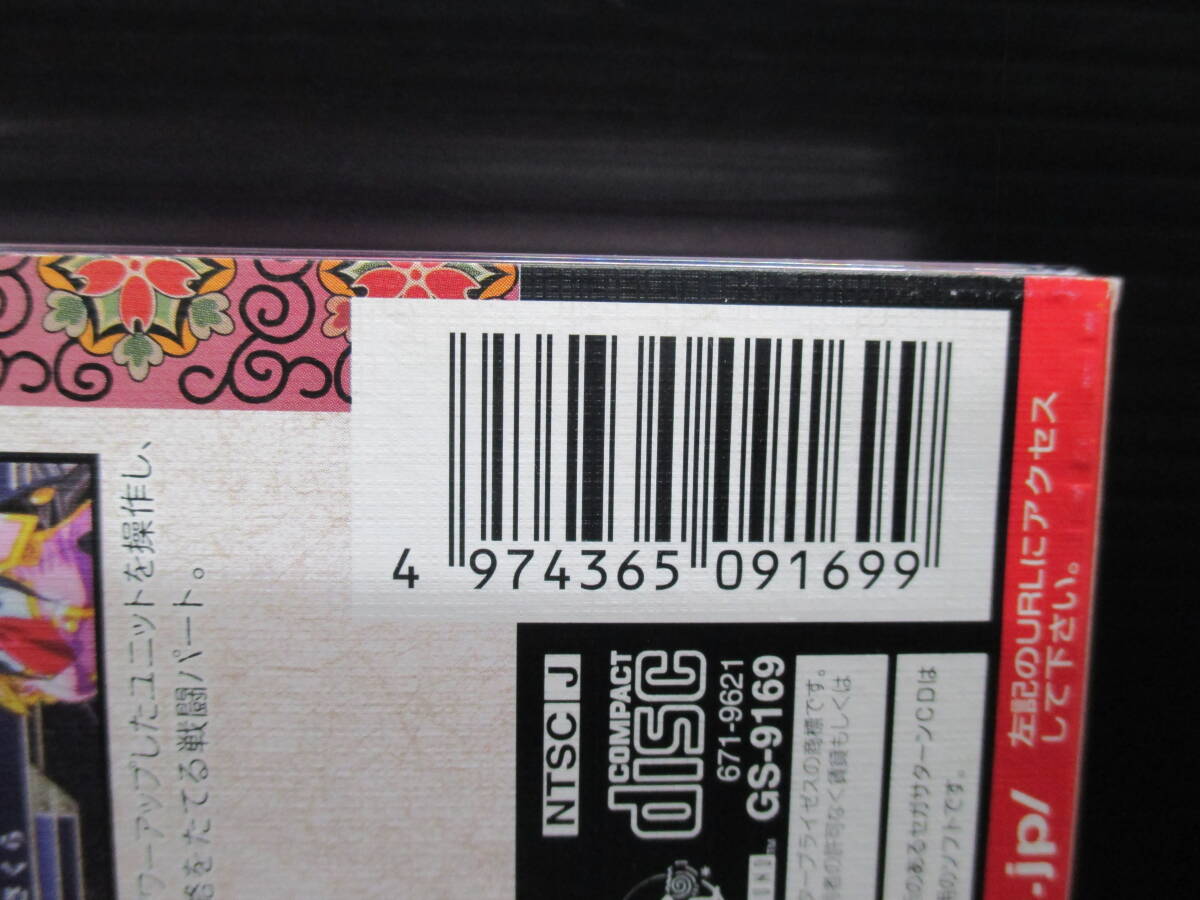 4 974365 091699
ワーアップしたユニットを操作し、
をたてる戦闘パート。
NTSC J
COMPACT
disc
671-9621
GS-9169
ープライゼスの商標です。
者の許可なく賃貸もしくは
のあるセガサターンCDは
のソフトです。
左記のURLにアクセス
して下さい。
.jp/
くら